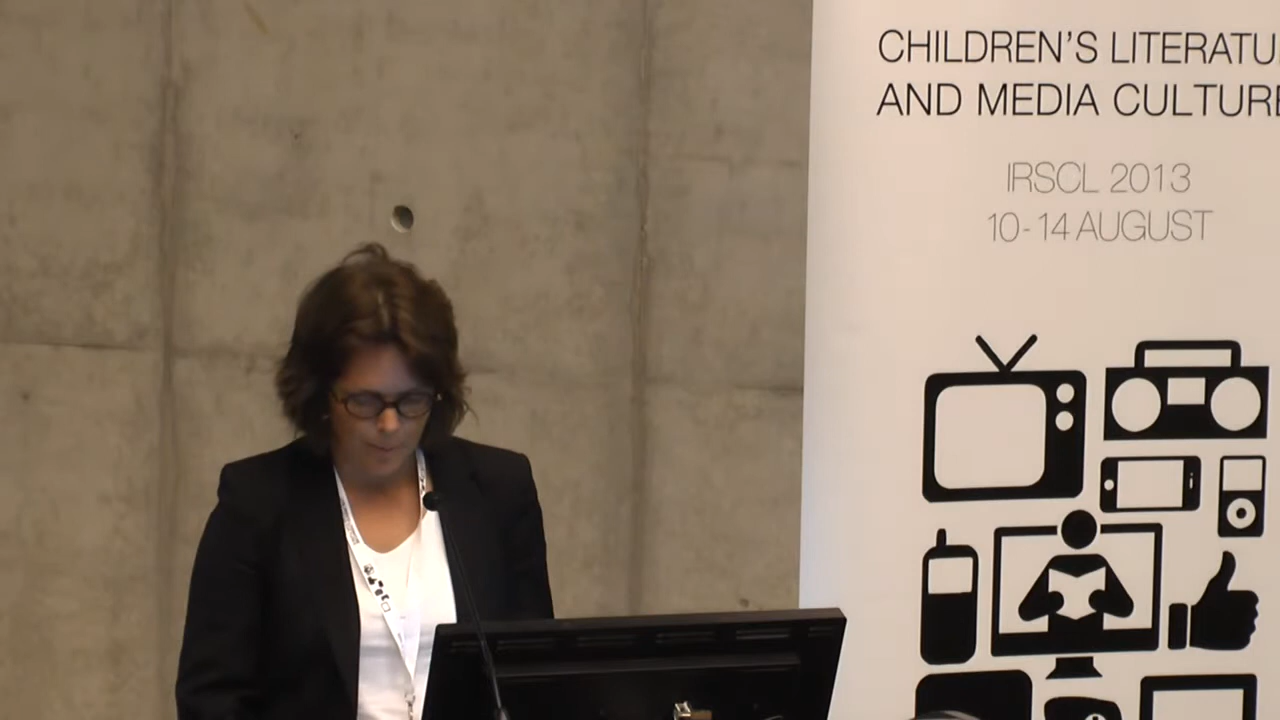 CHILDREN'S LITERATU
AND MEDIA CULTURE
IRSCL 2013
10-14 AUGUST